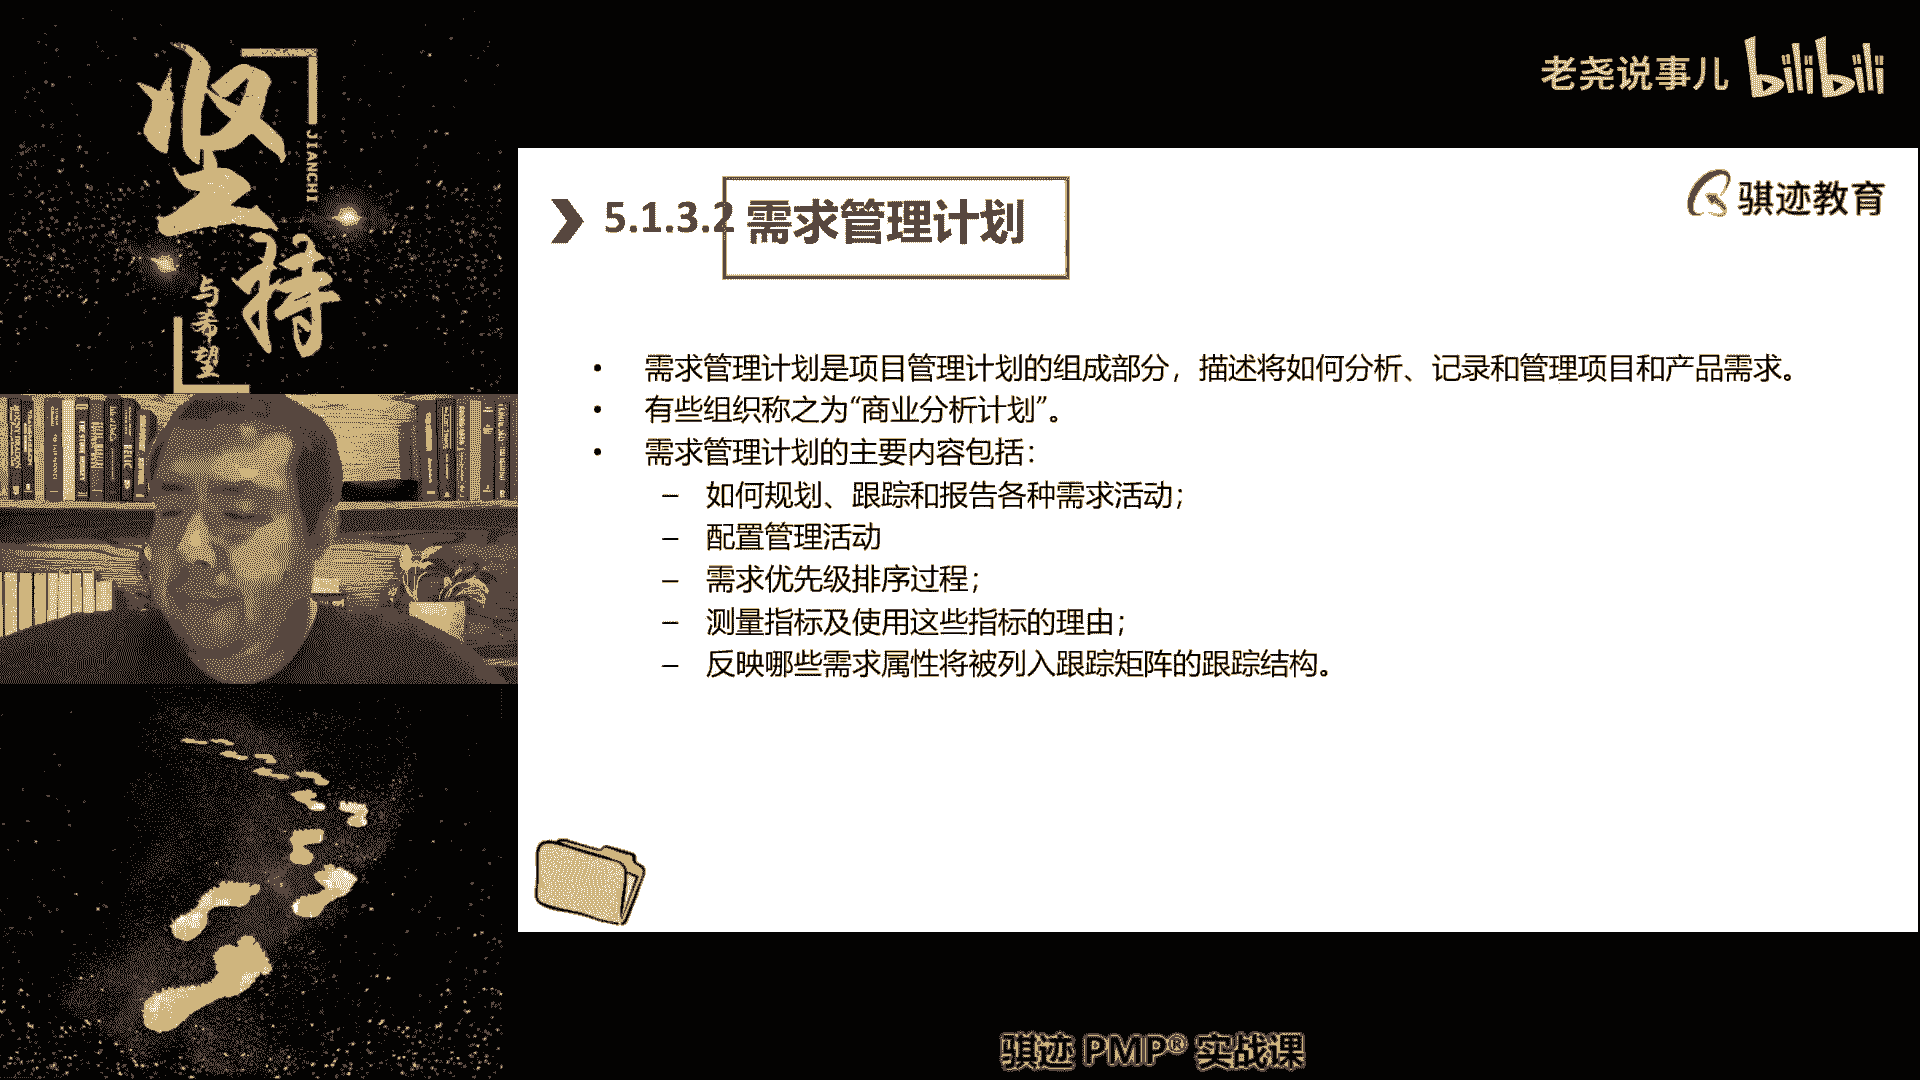 坚持
JIANCHI
与希望
老尧说事儿 bilibili
骐迹教育
5.1.3.2 需求管理计划
• 需求管理计划是项目管理计划的组成部分，描述将如何分析、记录和管理项目和产品需求。
• 有些组织称之为“商业分析计划”。
• 需求管理计划的主要内容包括：
– 如何规划、跟踪和报告各种需求活动；
– 配置管理活动
– 需求优先级排序过程；
– 测量指标及使用这些指标的理由；
– 反映哪些需求属性将被列入跟踪矩阵的跟踪结构。
骐迹 PMP® 实战课